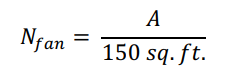 N_fan = A / 150 sq. ft.